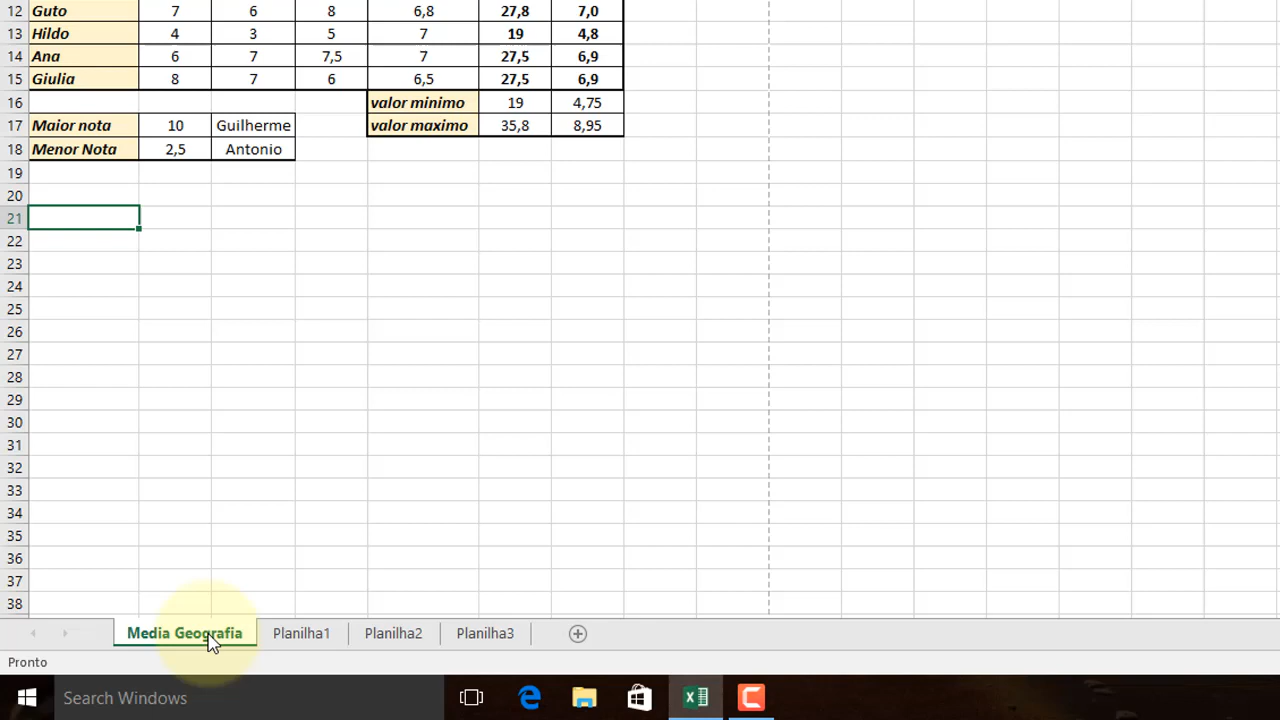 12 Guto 7 6 8 6,8 27,8 7,0
13 Hildo 4 3 5 7 19 4,8
14 Ana 6 7 7,5 7 27,5 6,9
15 Giulia 8 7 6 6,5 27,5 6,9
16 valor minimo 19 4,75
17 Maior nota 10 Guilherme valor maximo 35,8 8,95
18 Menor Nota 2,5 Antonio
19
20
21
22
23
24
25
26
27
28
29
30
31
32
33
34
35
36
37
38
Media Geografia Planilha1 Planilha2 Planilha3
Pronto
Search Windows